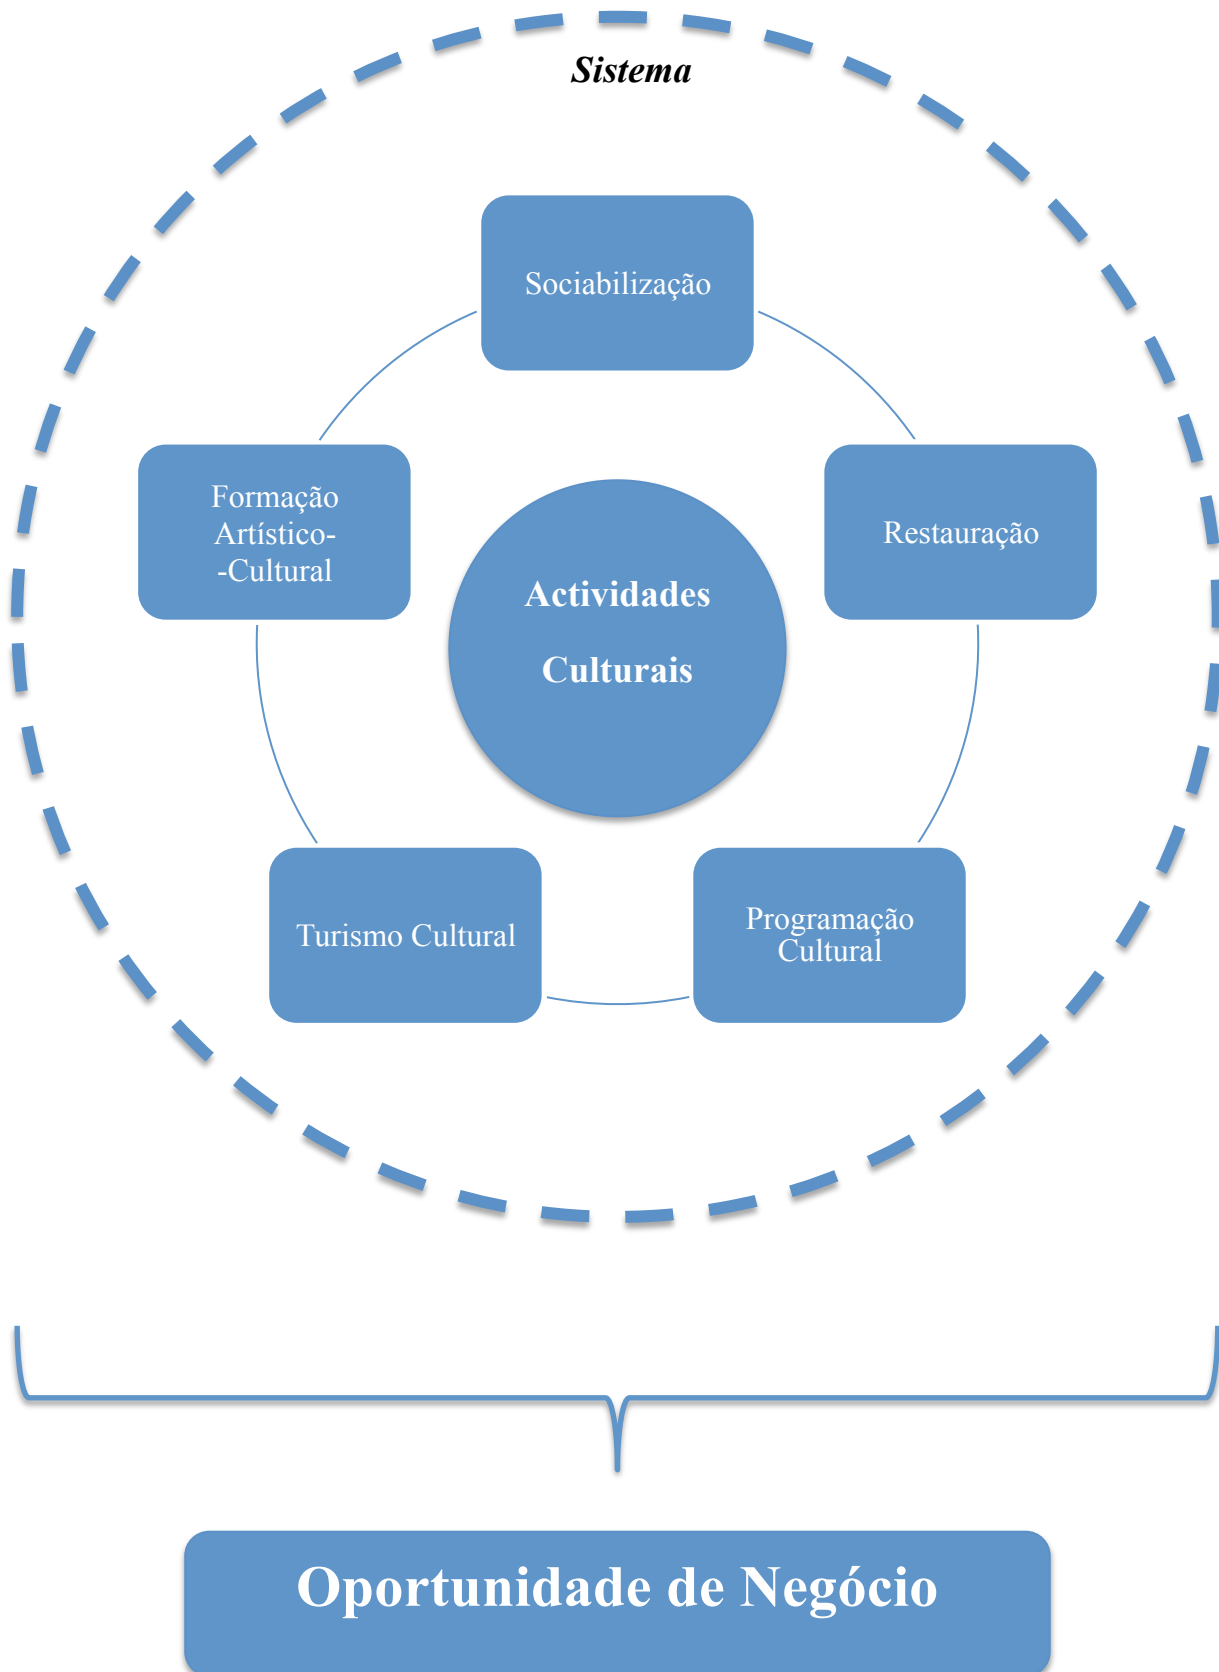 Sistema
Sociabilização
Formação
Artístico-
-Cultural
Restauração
Actividades
Culturais
Turismo Cultural
Programação
Cultural
Oportunidade de Negócio